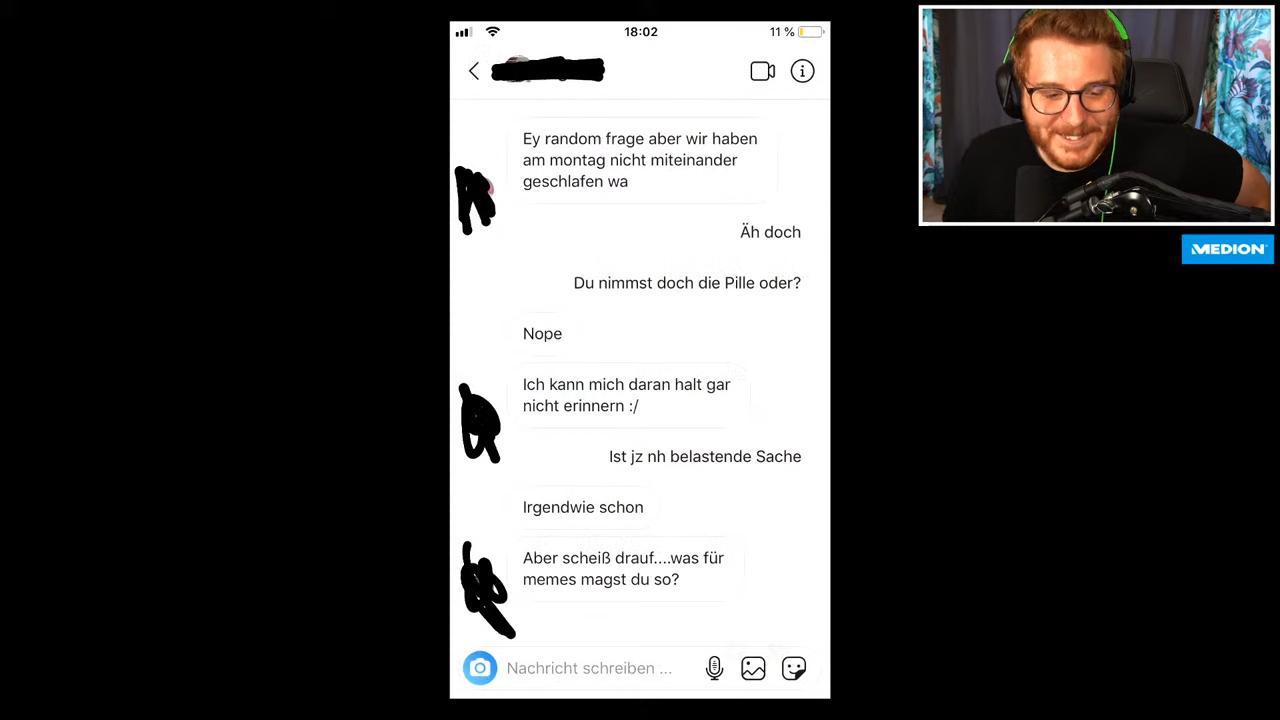 18:02
11 %
Ey random frage aber wir haben
am montag nicht miteinander
geschlafen wa
Äh doch
Du nimmst doch die Pille oder?
Nope
Ich kann mich daran halt gar
nicht erinnern :/
Ist jz nh belastende Sache
Irgendwie schon
Aber scheiß drauf....was für
memes magst du so?
Nachricht schreiben ...
MEDION